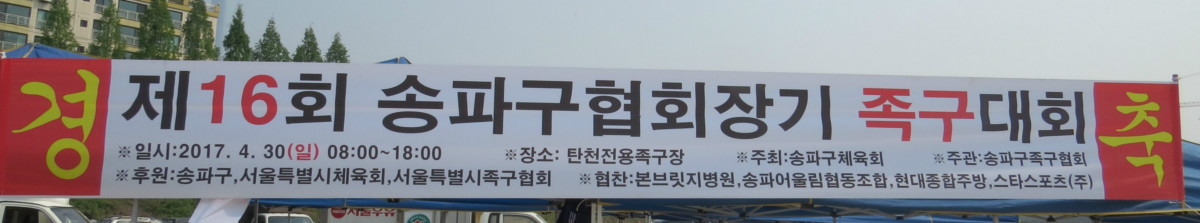 경 제16회 송파구협회장기 족구대회 축
※일시:2017. 4. 30(일) 08:00~18:00 ※장소: 탄천전용족구장 ※주최:송파구체육회 ※주관:송파구족구협회
※후원:송파구,서울특별시체육회,서울특별시족구협회 ※협찬:본브릿지병원,송파어울림협동조합,현대종합주방,스타스포츠(주)